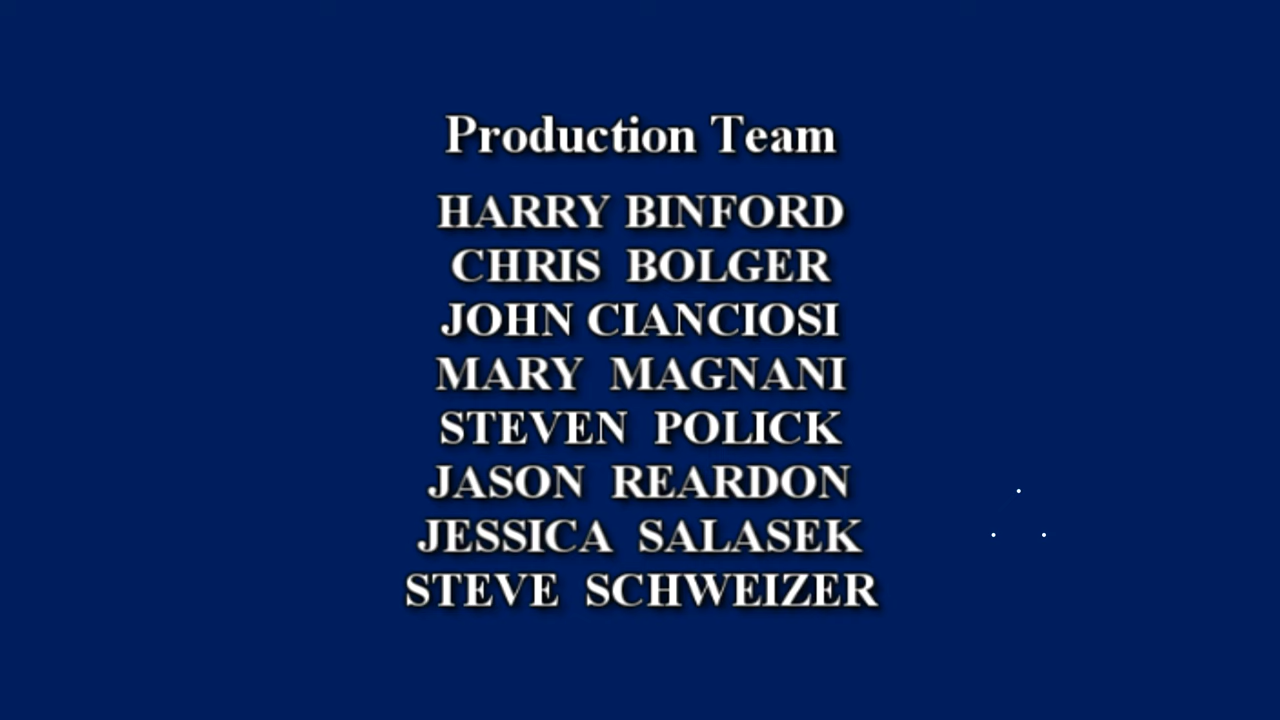 Production Team
HARRY BINFORD
CHRIS BOLGER
JOHN CIANCIOSI
MARY MAGNANI
STEVEN POLICK
JASON REARDON
JESSICA SALASEK
STEVE SCHWEIZER